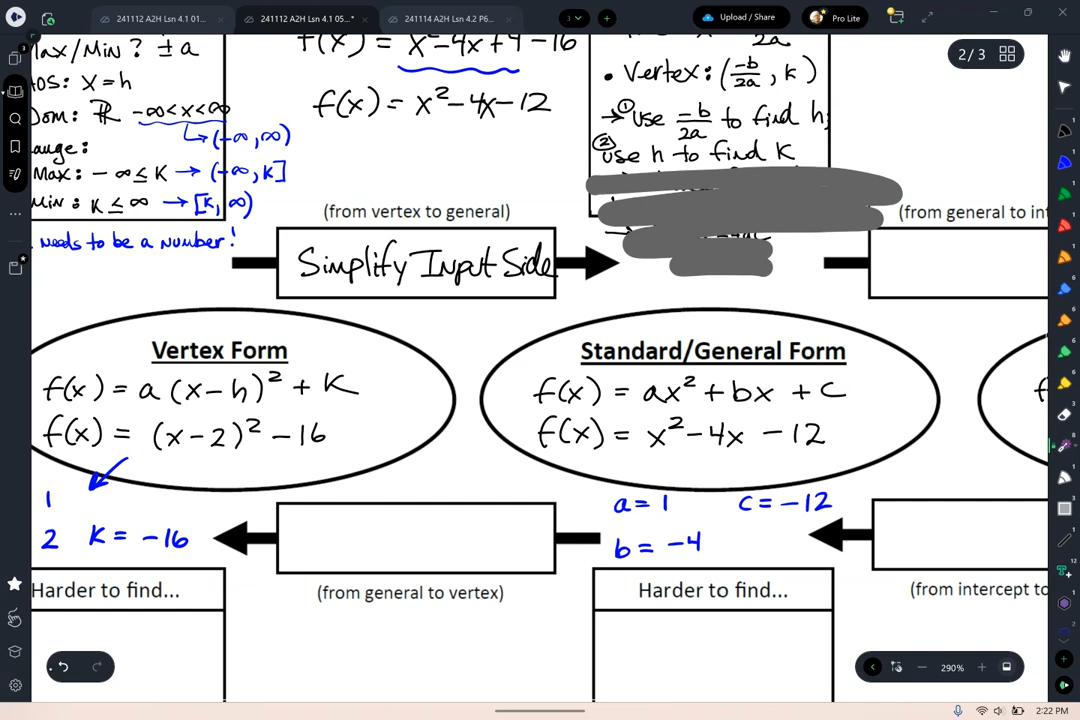 241112 A2H Lsn 4.1 01...
241112 A2H Lsn 4.1 05...*
241114 A2H Lsn 4.2 P6...
3
Upload / Share
Pro Lite
2/3
Max/Min? ±a
AOS: X=h
Dom: ℝ -∞<x<∞
↳(-∞,∞)
ange:
Max: -∞≤K → (-∞,K]
Min: K≤∞ → [K,∞)
needs to be a number!
f(x) = x²-4x+4-16
f(x) = x²-4x-12
2a
• Vertex: (-b/2a, K)
→① Use -b/2a to find h;
② use h to find K
(from vertex to general)
Simplify Input Side
(from general to int
Vertex Form
f(x) = a(x-h)² + K
f(x) = (x-2)² -16
Standard/General Form
f(x) = ax² + bx + c
f(x) = x²-4x -12
1
2 K = -16
a = 1 c = -12
b = -4
Harder to find...
(from general to vertex)
Harder to find...
(from intercept to
290%
2:22 PM